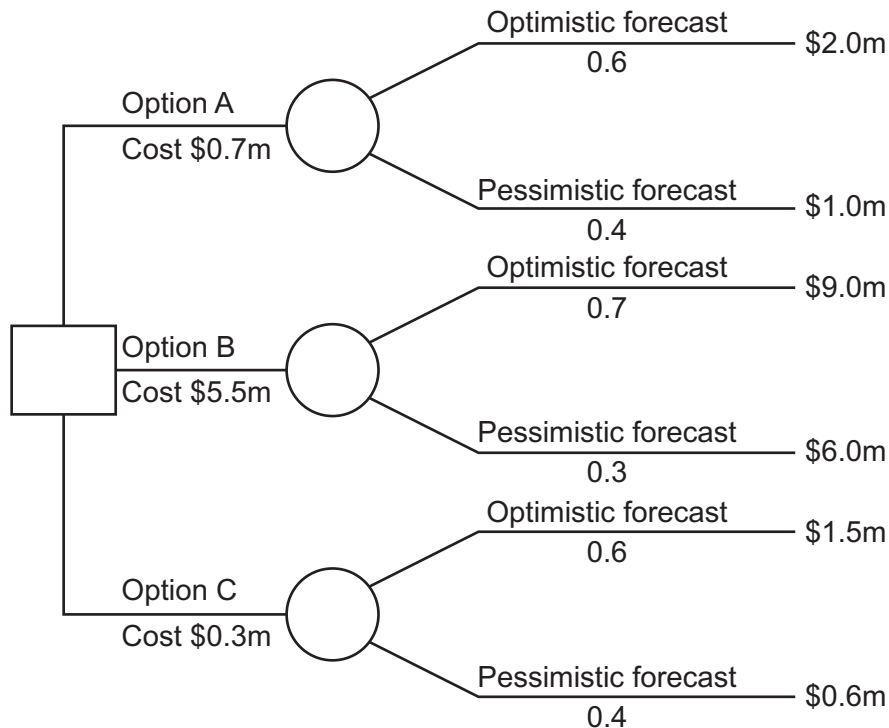 Optimistic forecast
0.6
$2.0m
Option A
Cost $0.7m
Pessimistic forecast
0.4
$1.0m
Optimistic forecast
0.7
$9.0m
Option B
Cost $5.5m
Pessimistic forecast
0.3
$6.0m
Optimistic forecast
0.6
$1.5m
Option C
Cost $0.3m
Pessimistic forecast
0.4
$0.6m